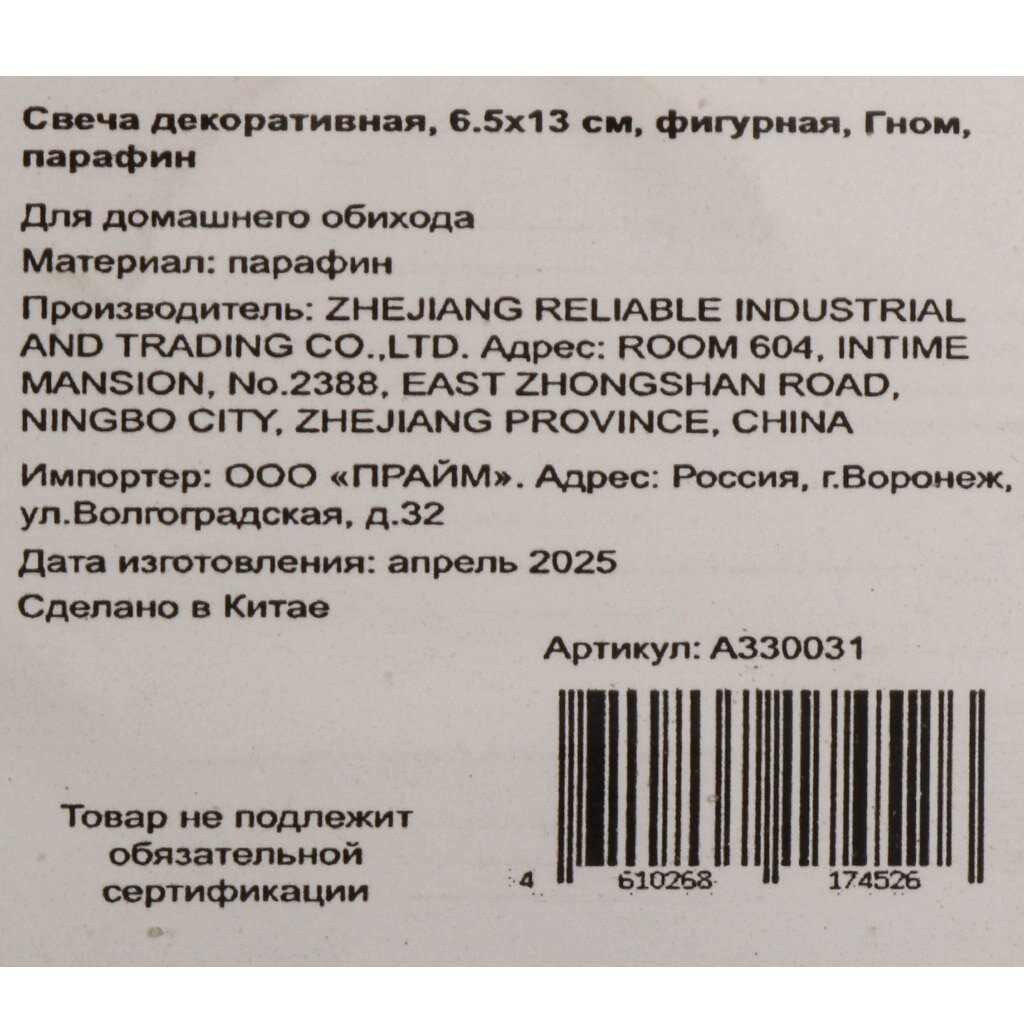 Свеча декоративная, 6.5х13 см, фигурная, Гном,
парафин
Для домашнего обихода
Материал: парафин
Производитель: ZHEJIANG RELIABLE INDUSTRIAL
AND TRADING CO.,LTD. Адрес: ROOM 604, INTIME
MANSION, No.2388, EAST ZHONGSHAN ROAD,
NINGBO CITY, ZHEJIANG PROVINCE, CHINA
Импортер: ООО «ПРАЙМ». Адрес: Россия, г.Воронеж,
ул.Волгоградская, д.32
Дата изготовления: апрель 2025
Сделано в Китае
Артикул: А330031
Товар не подлежит
обязательной
сертификации
4 610268 174526